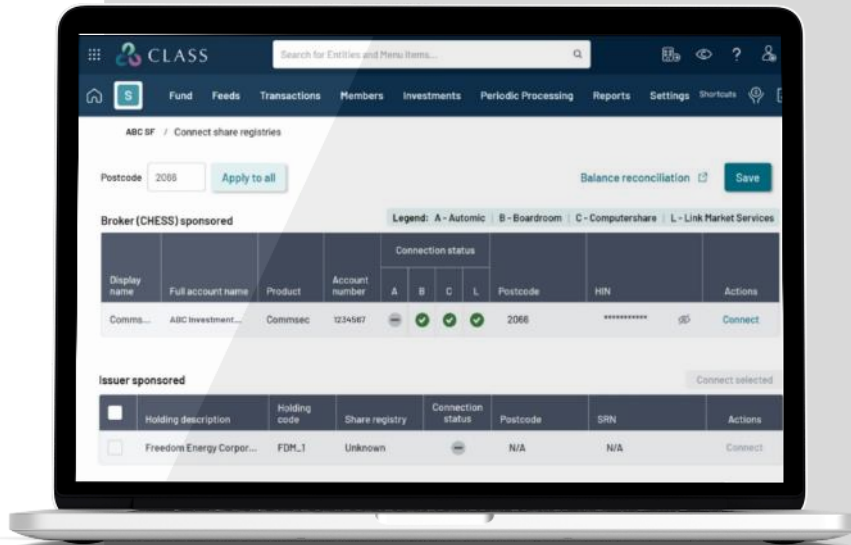 CLASS
Search for Entities and Menu Items...
?
S Fund Feeds Transactions Members Investments Periodic Processing Reports Settings Shortcuts
ABC SF / Connect share registries
Postcode 2066 Apply to all Balance reconciliation Save
Broker (CHESS) sponsored
Legend: A - Automic | B - Boardroom | C - Computershare | L - Link Market Services
Connection status
Display name Full account name Product Account number A B C L Postcode HIN Actions
Comms... ABC Investment... Commsec 1234567 2066 *********** Connect
Issuer sponsored Connect selected
Holding description Holding code Share registry Connection status Postcode SRN Actions
Freedom Energy Corpor... FDM_1 Unknown N/A N/A Connect